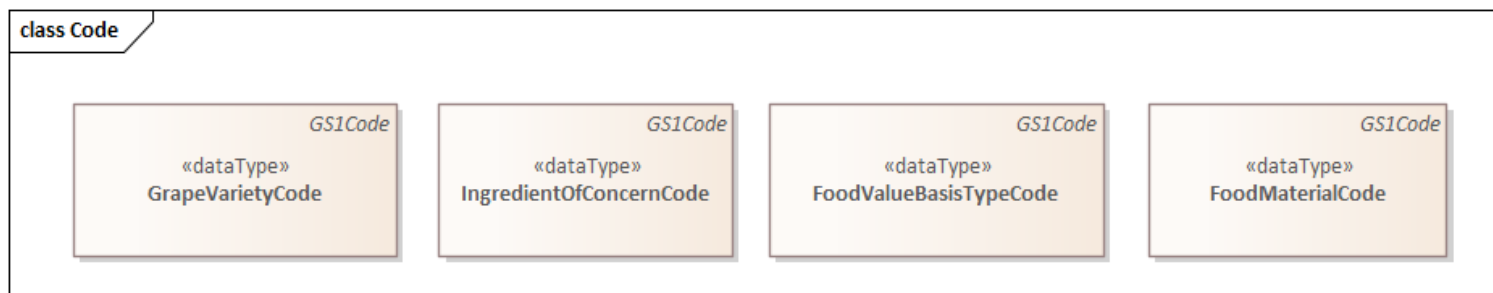 class Code
GS1Code
«dataType»
GrapeVarietyCode
GS1Code
«dataType»
IngredientOfConcernCode
GS1Code
«dataType»
FoodValueBasisTypeCode
GS1Code
«dataType»
FoodMaterialCode